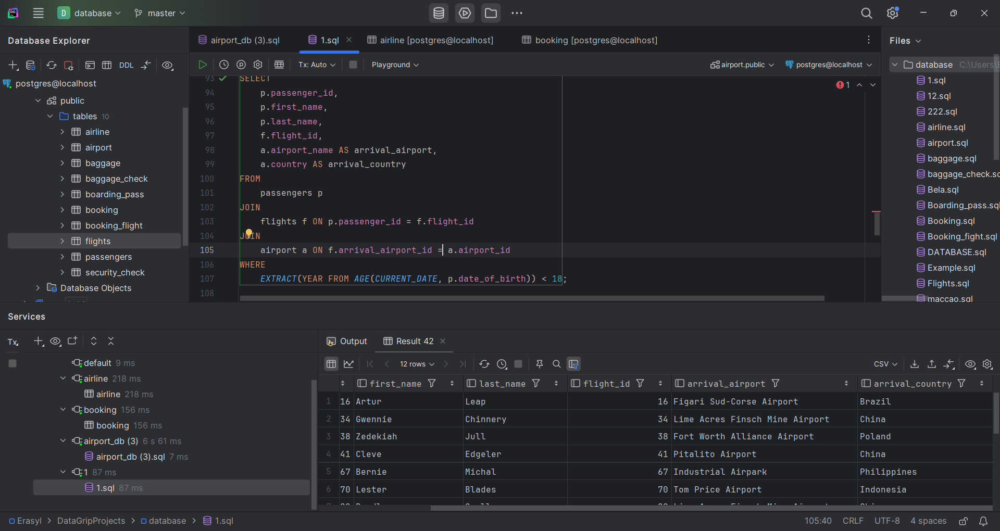 D database master
Database Explorer
airport_db (3).sql 1.sql airline [postgres@localhost] booking [postgres@localhost]
Files
DDL
Tx: Auto Playground airport.public postgres@localhost
postgres@localhost
public
tables 10
airline
airport
baggage
baggage_check
boarding_pass
booking
booking_flight
flights
passengers
security_check
Database Objects
1
93 SELECT
94 p.passenger_id,
95 p.first_name,
96 p.last_name,
97 f.flight_id,
98 a.airport_name AS arrival_airport,
99 a.country AS arrival_country
100 FROM
101 passengers p
102 JOIN
103 flights f ON p.passenger_id = f.flight_id
104 JOIN
105 airport a ON f.arrival_airport_id = a.airport_id
106 WHERE
107 EXTRACT(YEAR FROM AGE(CURRENT_DATE, p.date_of_birth)) < 18;
108
database C:\Users\
1.sql
12.sql
222.sql
airline.sql
airport.sql
baggage.sql
baggage_check.sq
Bela.sql
Boarding_pass.sql
Booking.sql
Booking_fight.sql
DATABASE.sql
Example.sql
Flights.sql
maccao.sql
Services
Tx
default 9 ms
airline 218 ms
airline 218 ms
booking 156 ms
booking 156 ms
airport_db (3) 6 s 61 ms
airport_db (3).sql 7 ms
1 87 ms
1.sql 87 ms
Output Result 42
12 rows CSV
first_name last_name flight_id arrival_airport arrival_country
1 16 Artur Leap 16 Figari Sud-Corse Airport Brazil
2 34 Gwennie Chinnery 34 Lime Acres Finsch Mine Airport China
3 38 Zedekiah Jull 38 Fort Worth Alliance Airport Poland
4 41 Cleve Edgeler 41 Pitalito Airport China
5 67 Bernie Michal 67 Industrial Airpark Philippines
6 70 Lester Blades 70 Tom Price Airport Indonesia
Erasyl > DataGripProjects > database > 1.sql
105:40 CRLF UTF-8 4 spaces